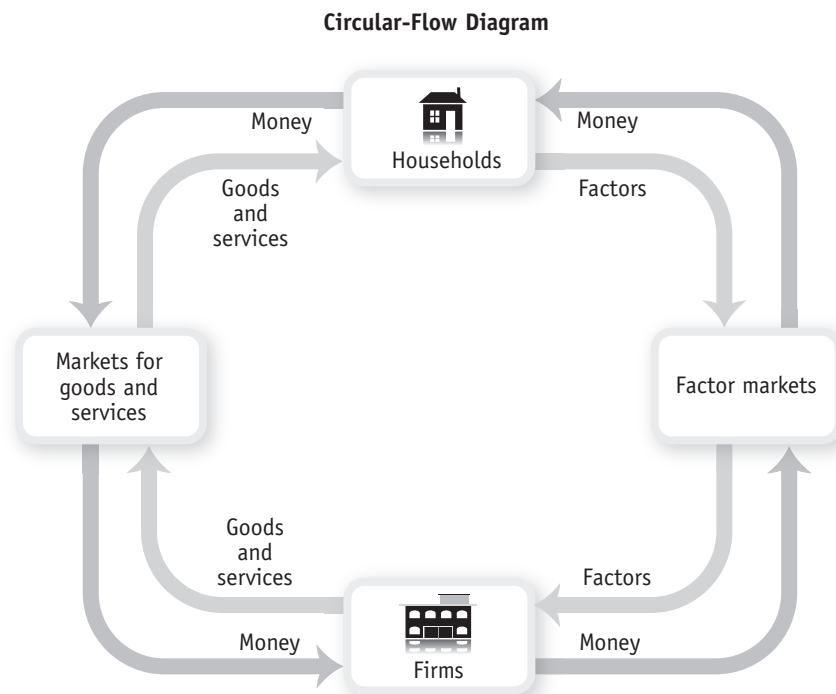 Circular-Flow Diagram
Money
Money
Households
Goods
and
services
Factors
Markets for
goods and
services
Factor markets
Goods
and
services
Factors
Money
Money
Firms